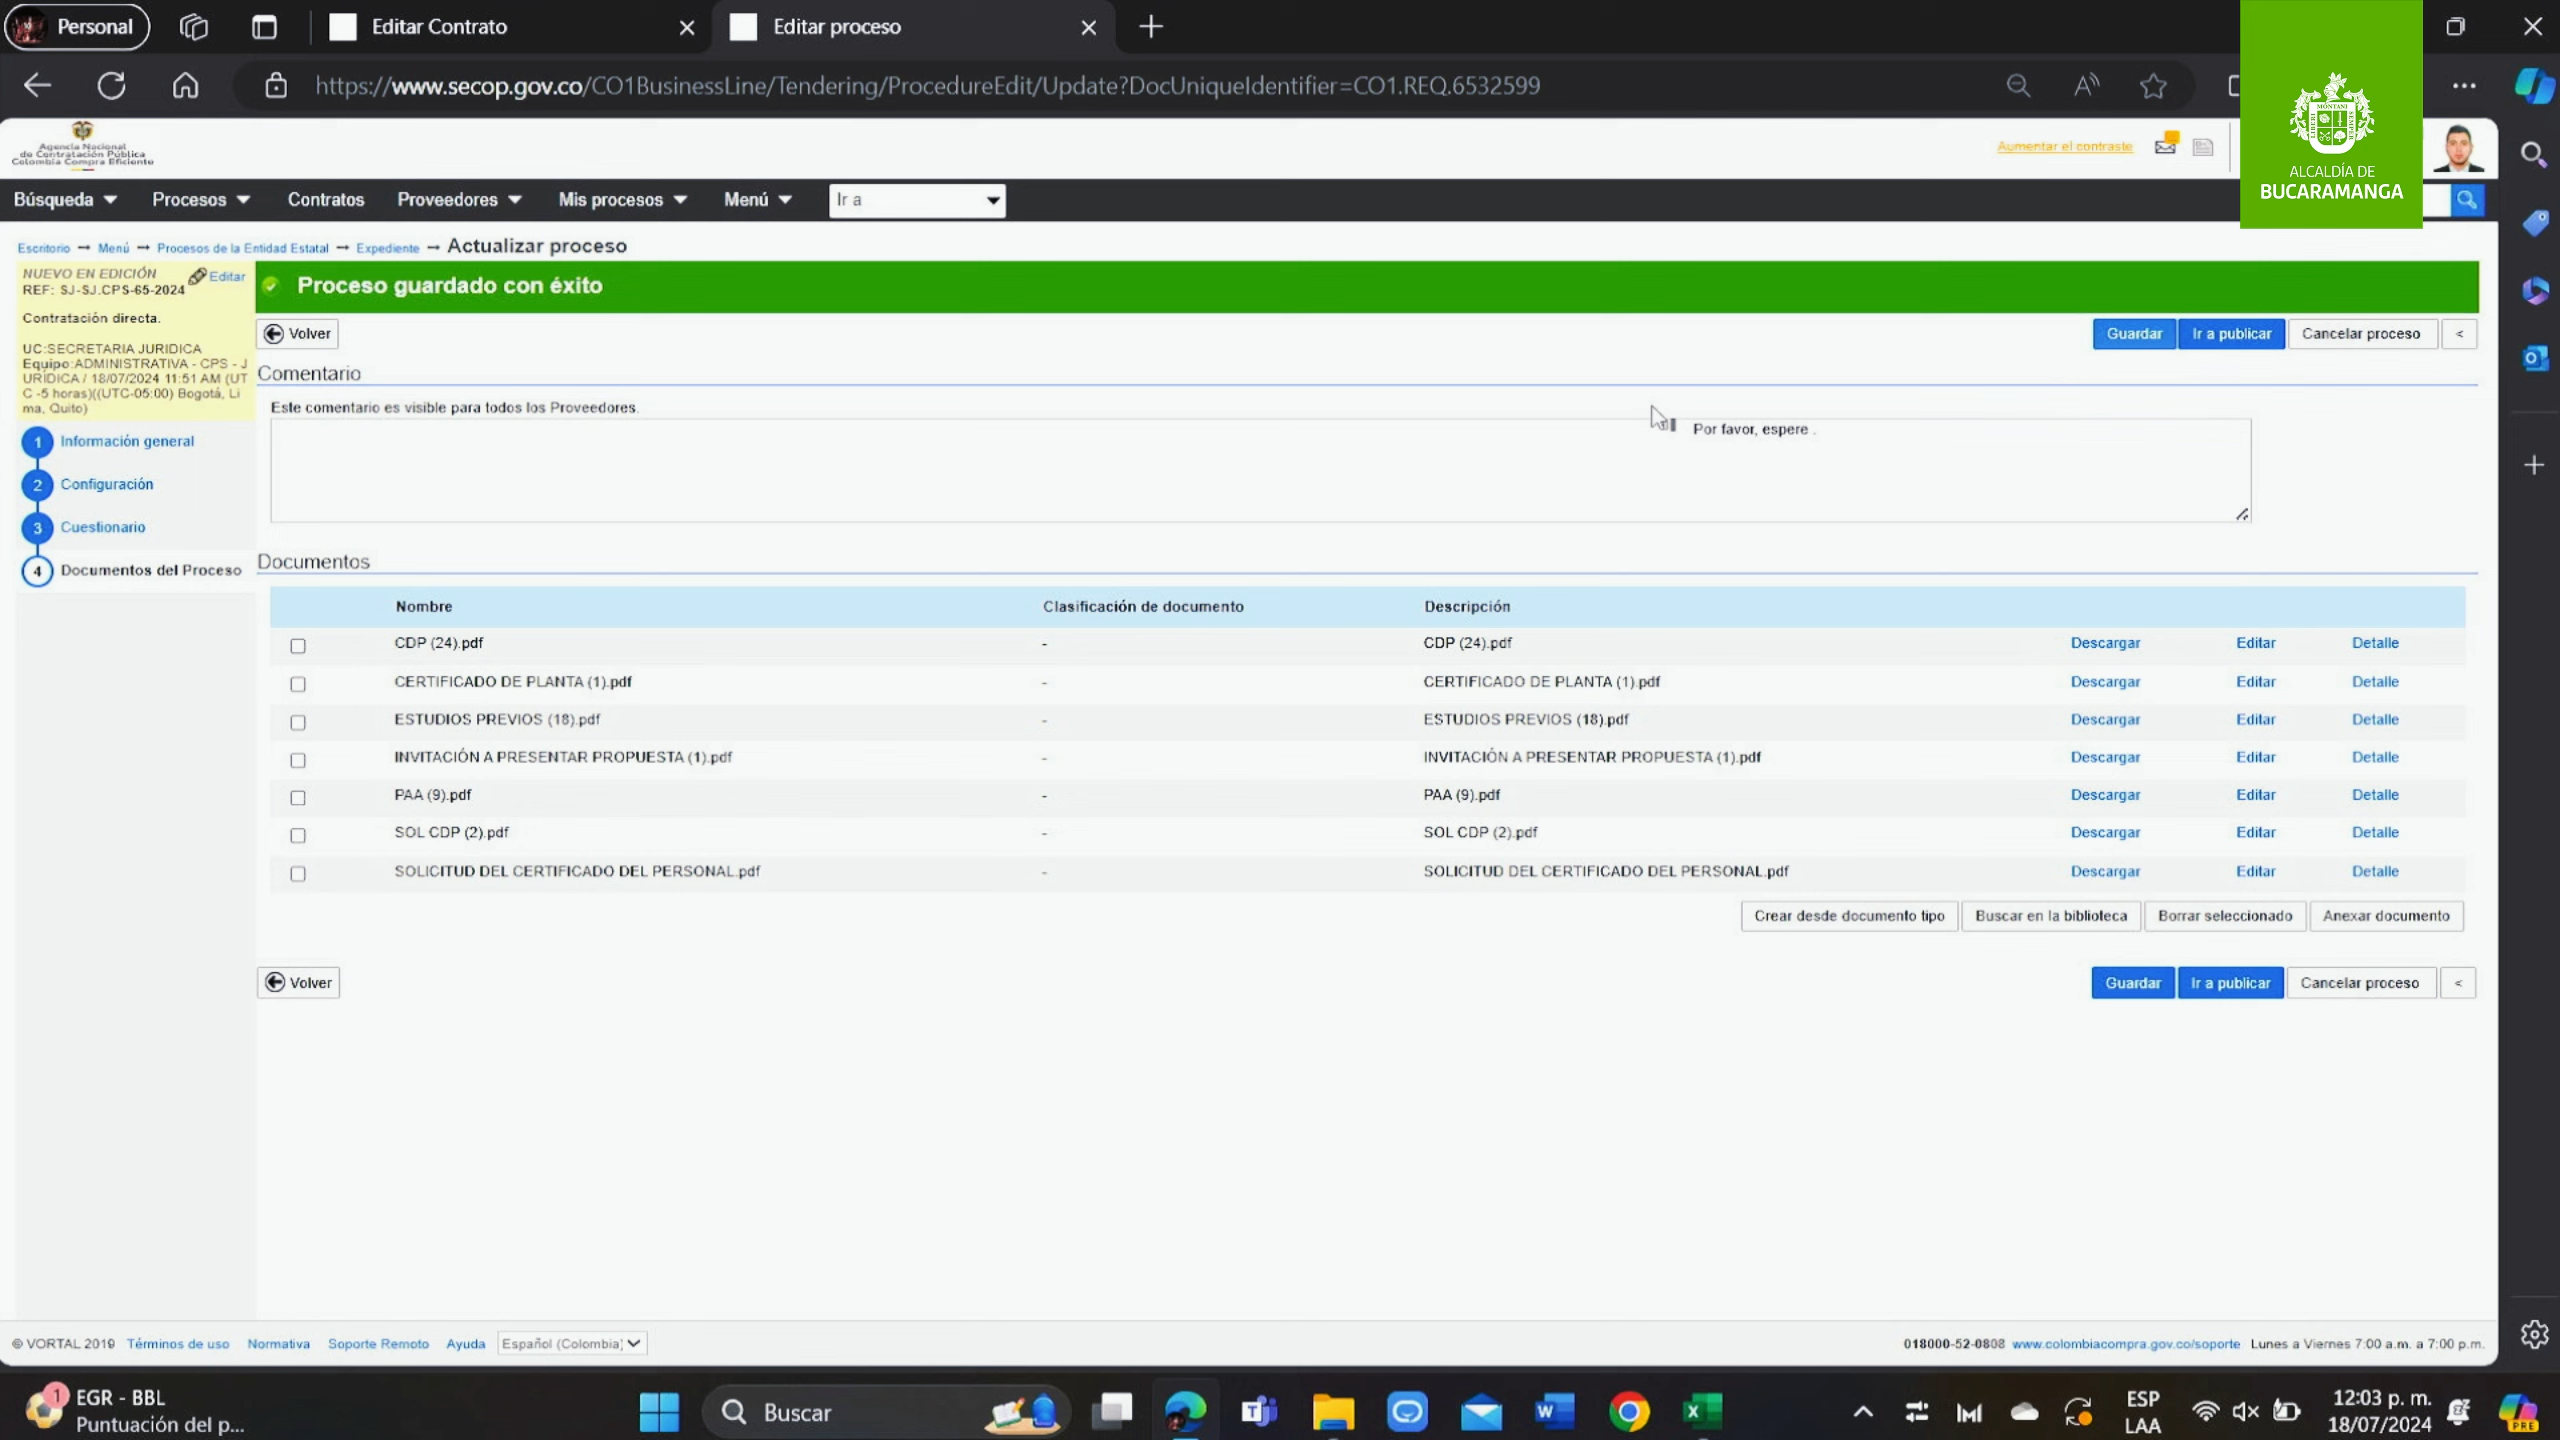 Personal
Editar Contrato
Editar proceso
https://www.secop.gov.co/CO1BusinessLine/Tendering/ProcedureEdit/Update?DocUniqueIdentifier=CO1.REQ.6532599
ALCALDÍA DE
BUCARAMANGA
Agencia Nacional
de Contratación Pública
Colombia Compra Eficiente
Aumentar el contraste
Búsqueda Procesos Contratos Proveedores Mis procesos Menú Ir a
Escritorio → Menú → Procesos de la Entidad Estatal → Expediente → Actualizar proceso
NUEVO EN EDICIÓN Editar
REF: SJ-SJ.CPS-65-2024
Contratación directa.
UC:SECRETARIA JURIDICA
Equipo:ADMINISTRATIVA - CPS - J
URÍDICA / 18/07/2024 11:51 AM (UT
C -5 horas)((UTC-05:00) Bogotá, Li
ma, Quito)
1 Información general
2 Configuración
3 Cuestionario
4 Documentos del Proceso
Proceso guardado con éxito
Volver Guardar Ir a publicar Cancelar proceso <
Comentario
Este comentario es visible para todos los Proveedores.
Por favor, espere .
Documentos
Nombre Clasificación de documento Descripción
CDP (24).pdf - CDP (24).pdf Descargar Editar Detalle
CERTIFICADO DE PLANTA (1).pdf - CERTIFICADO DE PLANTA (1).pdf Descargar Editar Detalle
ESTUDIOS PREVIOS (18).pdf - ESTUDIOS PREVIOS (18).pdf Descargar Editar Detalle
INVITACIÓN A PRESENTAR PROPUESTA (1).pdf - INVITACIÓN A PRESENTAR PROPUESTA (1).pdf Descargar Editar Detalle
PAA (9).pdf - PAA (9).pdf Descargar Editar Detalle
SOL CDP (2).pdf - SOL CDP (2).pdf Descargar Editar Detalle
SOLICITUD DEL CERTIFICADO DEL PERSONAL.pdf - SOLICITUD DEL CERTIFICADO DEL PERSONAL.pdf Descargar Editar Detalle
Crear desde documento tipo Buscar en la biblioteca Borrar seleccionado Anexar documento
Volver Guardar Ir a publicar Cancelar proceso <
© VORTAL 2019 Términos de uso Normativa Soporte Remoto Ayuda Español (Colombia) 018000-52-0808 www.colombiacompra.gov.co/soporte Lunes a Viernes 7:00 a.m. a 7:00 p.m.
1 EGR - BBL
Puntuación del p...
Buscar
ESP
LAA
12:03 p. m.
18/07/2024
PRE